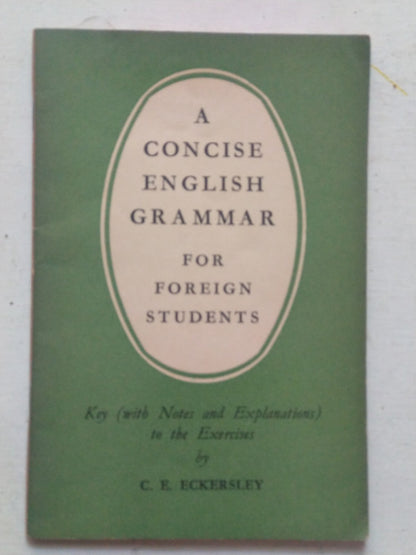 A
CONCISE
ENGLISH
GRAMMAR
FOR
FOREIGN
STUDENTS
Key (with Notes and Explanations)
to the Exercises
by
C. E. ECKERSLEY